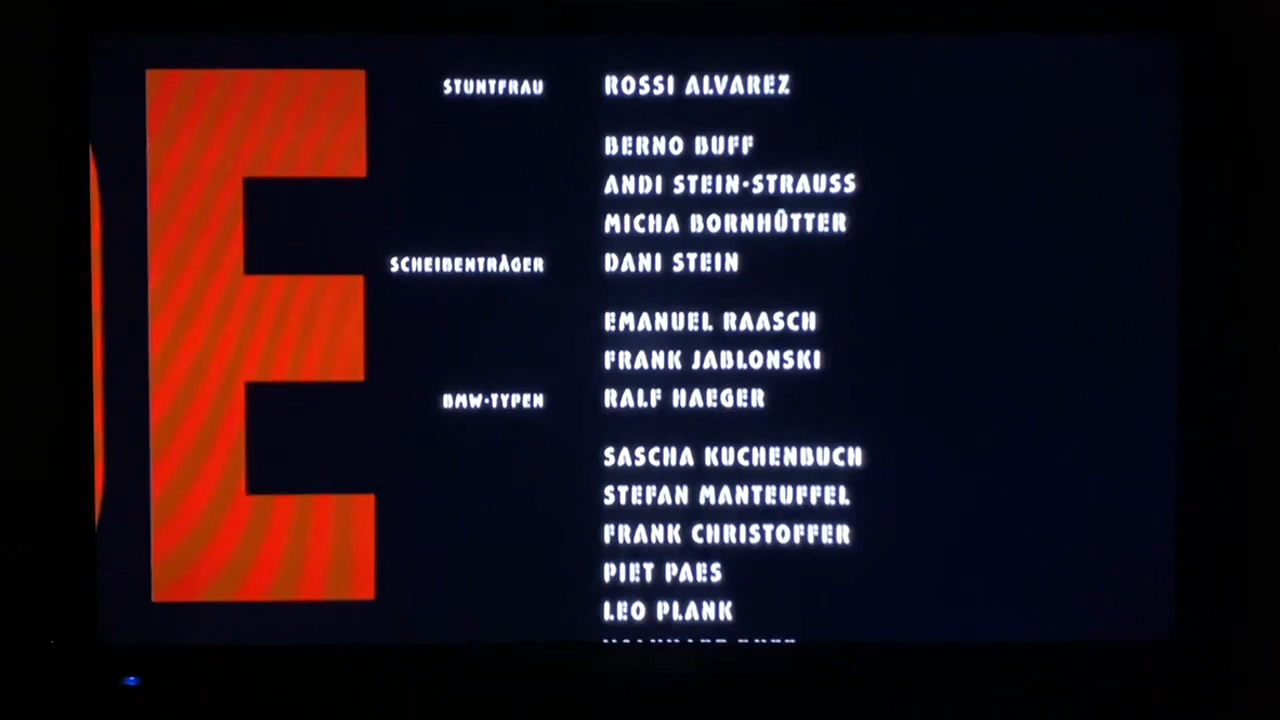 E
STUNTFRAU ROSSI ALVAREZ
BERNO BUFF
ANDI STEIN-STRAUSS
MICHA BORNHÜTTER
SCHEIBENTRÄGER DANI STEIN
EMANUEL RAASCH
FRANK JABLONSKI
BMW-TYPEN RALF HAEGER
SASCHA KUCHENBUCH
STEFAN MANTEUFFEL
FRANK CHRISTOFFER
PIET PAES
LEO PLANK